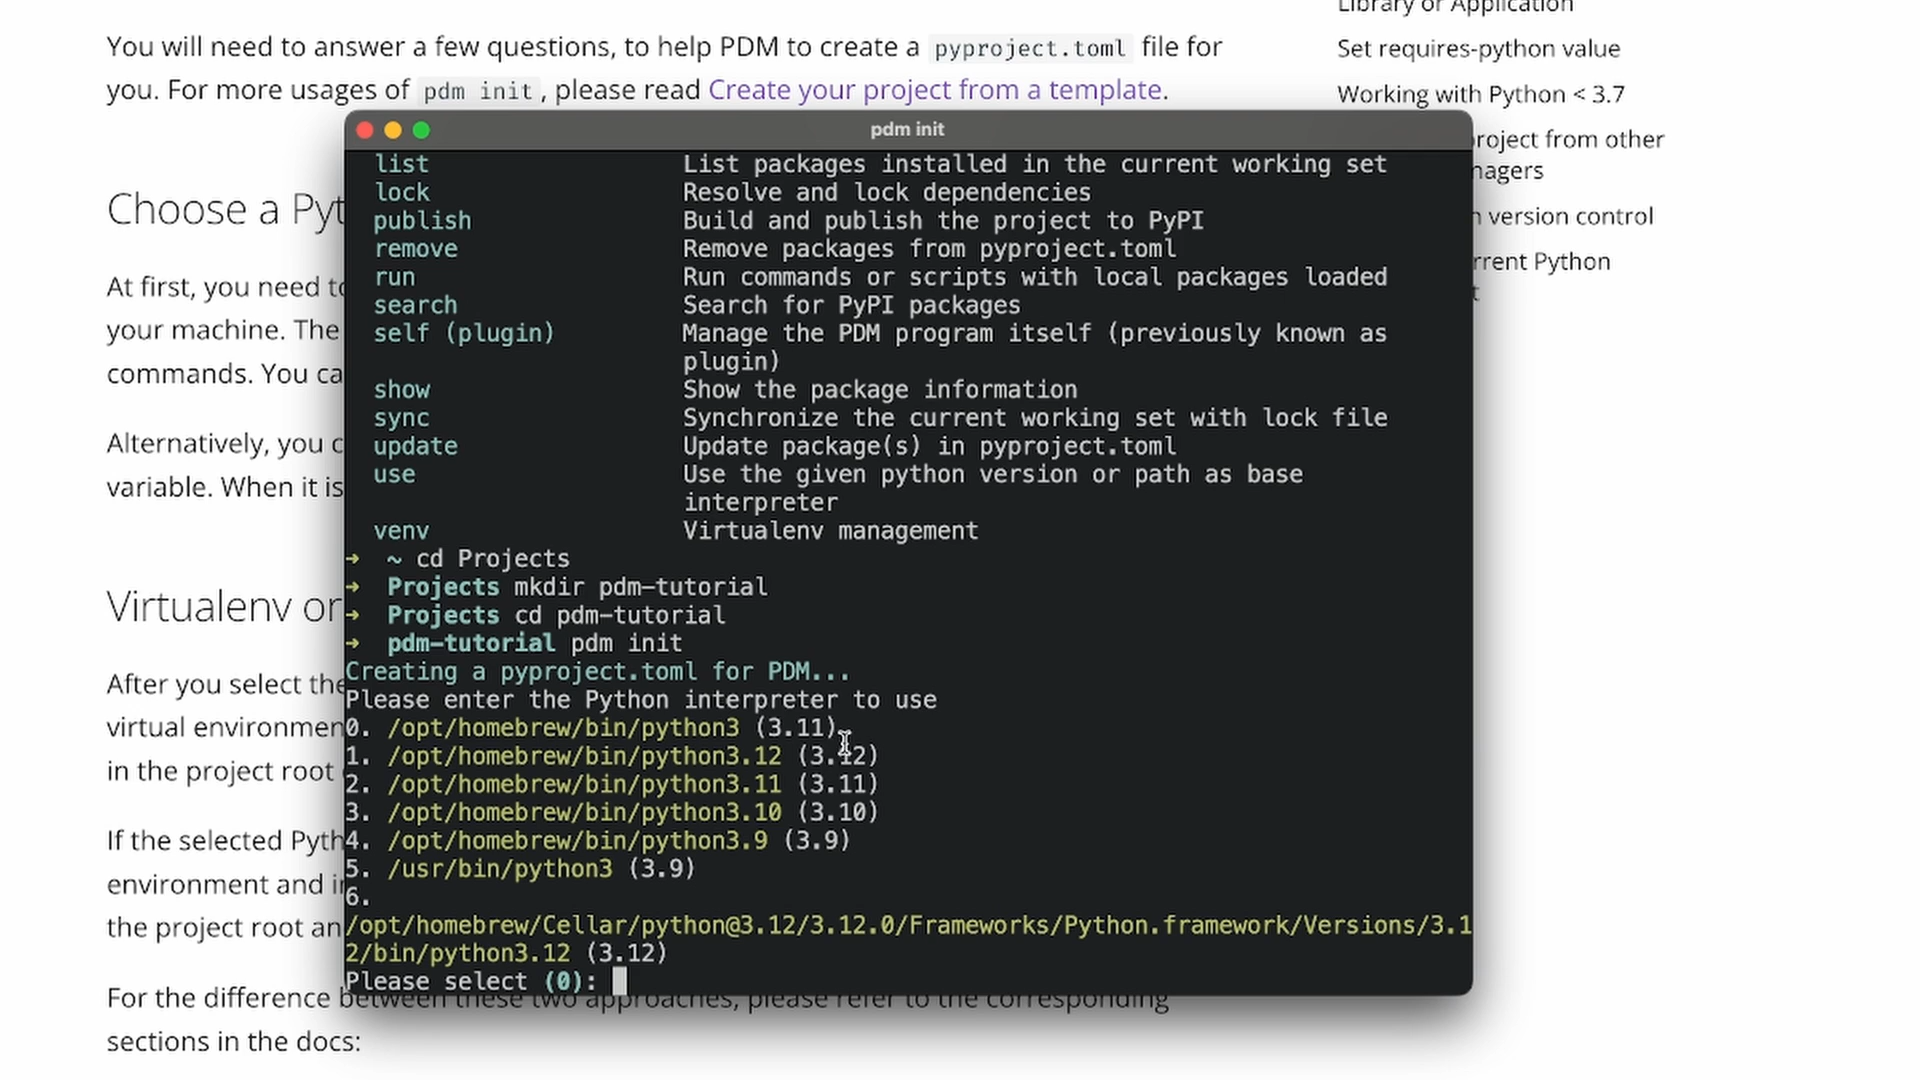 You will need to answer a few questions, to help PDM to create a pyproject.toml file for
you. For more usages of pdm init, please read Create your project from a template.
Library or Application
Set requires-python value
Working with Python < 3.7
roject from other
nagers
n version control
rrent Python
t
Choose a Pyt
At first, you need to
your machine. The
commands. You ca
Alternatively, you c
variable. When it is
Virtualenv or
After you select the
virtual environmen
in the project root
If the selected Pyth
environment and i
the project root an
For the difference between these two approaches, please refer to the corresponding
sections in the docs:
pdm init
list List packages installed in the current working set
lock Resolve and lock dependencies
publish Build and publish the project to PyPI
remove Remove packages from pyproject.toml
run Run commands or scripts with local packages loaded
search Search for PyPI packages
self (plugin) Manage the PDM program itself (previously known as
plugin)
show Show the package information
sync Synchronize the current working set with lock file
update Update package(s) in pyproject.toml
use Use the given python version or path as base
interpreter
venv Virtualenv management
➜ ~ cd Projects
➜ Projects mkdir pdm-tutorial
➜ Projects cd pdm-tutorial
➜ pdm-tutorial pdm init
Creating a pyproject.toml for PDM...
Please enter the Python interpreter to use
0. /opt/homebrew/bin/python3 (3.11)
1. /opt/homebrew/bin/python3.12 (3.12)
2. /opt/homebrew/bin/python3.11 (3.11)
3. /opt/homebrew/bin/python3.10 (3.10)
4. /opt/homebrew/bin/python3.9 (3.9)
5. /usr/bin/python3 (3.9)
6.
/opt/homebrew/Cellar/python@3.12/3.12.0/Frameworks/Python.framework/Versions/3.1
2/bin/python3.12 (3.12)
Please select (0):